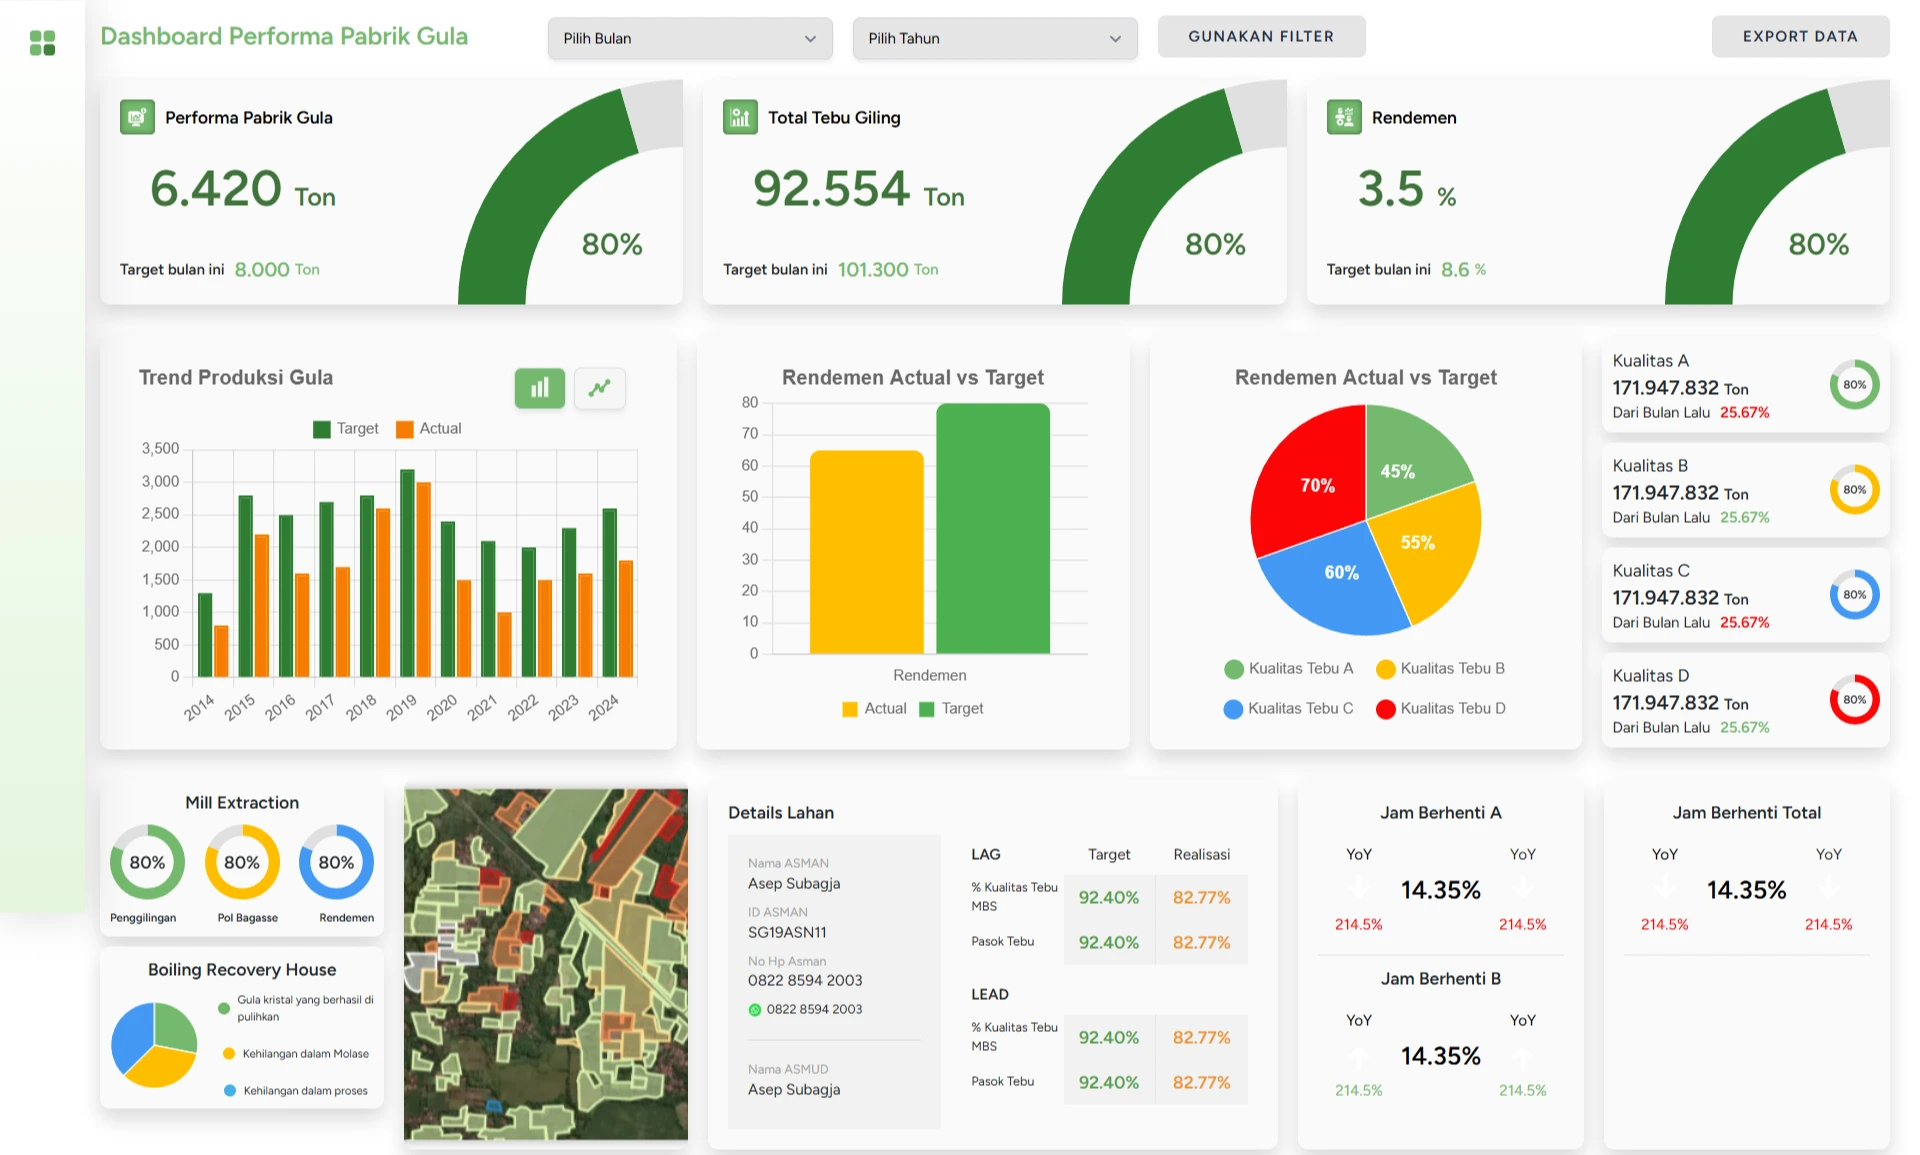 Dashboard Performa Pabrik Gula
Pilih Bulan
Pilih Tahun
GUNAKAN FILTER
EXPORT DATA
Performa Pabrik Gula
6.420 Ton
80%
Target bulan ini 8.000 Ton
Total Tebu Giling
92.554 Ton
80%
Target bulan ini 101.300 Ton
Rendemen
3.5 %
80%
Target bulan ini 8.6 %
Trend Produksi Gula
Target
Actual
3,500
3,000
2,500
2,000
1,500
1,000
500
0
2014
2015
2016
2017
2018
2019
2020
2021
2022
2023
2024
Rendemen Actual vs Target
80
70
60
50
40
30
20
10
0
Rendemen
Actual
Target
Rendemen Actual vs Target
45%
70%
55%
60%
Kualitas Tebu A
Kualitas Tebu B
Kualitas Tebu C
Kualitas Tebu D
Kualitas A
171.947.832 Ton
80%
Dari Bulan Lalu 25.67%
Kualitas B
171.947.832 Ton
80%
Dari Bulan Lalu 25.67%
Kualitas C
171.947.832 Ton
80%
Dari Bulan Lalu 25.67%
Kualitas D
171.947.832 Ton
80%
Dari Bulan Lalu 25.67%
Mill Extraction
80%
80%
80%
Penggilingan
Pol Bagasse
Rendemen
Boiling Recovery House
Gula kristal yang berhasil di
pulihkan
Kehilangan dalam Molase
Kehilangan dalam proses
Details Lahan
Nama ASMAN
Asep Subagja
ID ASMAN
SG19ASN11
No Hp Asman
0822 8594 2003
0822 8594 2003
Nama ASMUD
Asep Subagja
LAG
Target
Realisasi
% Kualitas Tebu
MBS
92.40%
82.77%
Pasok Tebu
92.40%
82.77%
LEAD
% Kualitas Tebu
MBS
92.40%
82.77%
Pasok Tebu
92.40%
82.77%
Jam Berhenti A
YoY
YoY
14.35%
214.5%
214.5%
Jam Berhenti B
YoY
YoY
14.35%
214.5%
214.5%
Jam Berhenti Total
YoY
YoY
14.35%
214.5%
214.5%